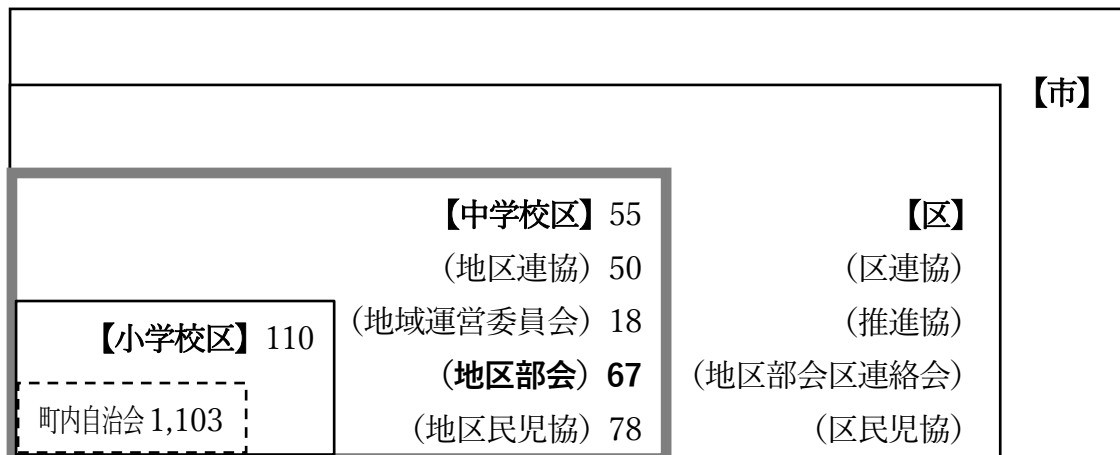 【市】
【中学校区】55
【区】
（地区連協）50
（区連協）
（地域運営委員会）18
（推進協）
【小学校区】110
（地区部会）67
（地区部会区連絡会）
町内自治会1,103
（地区民児協）78
（区民児協）